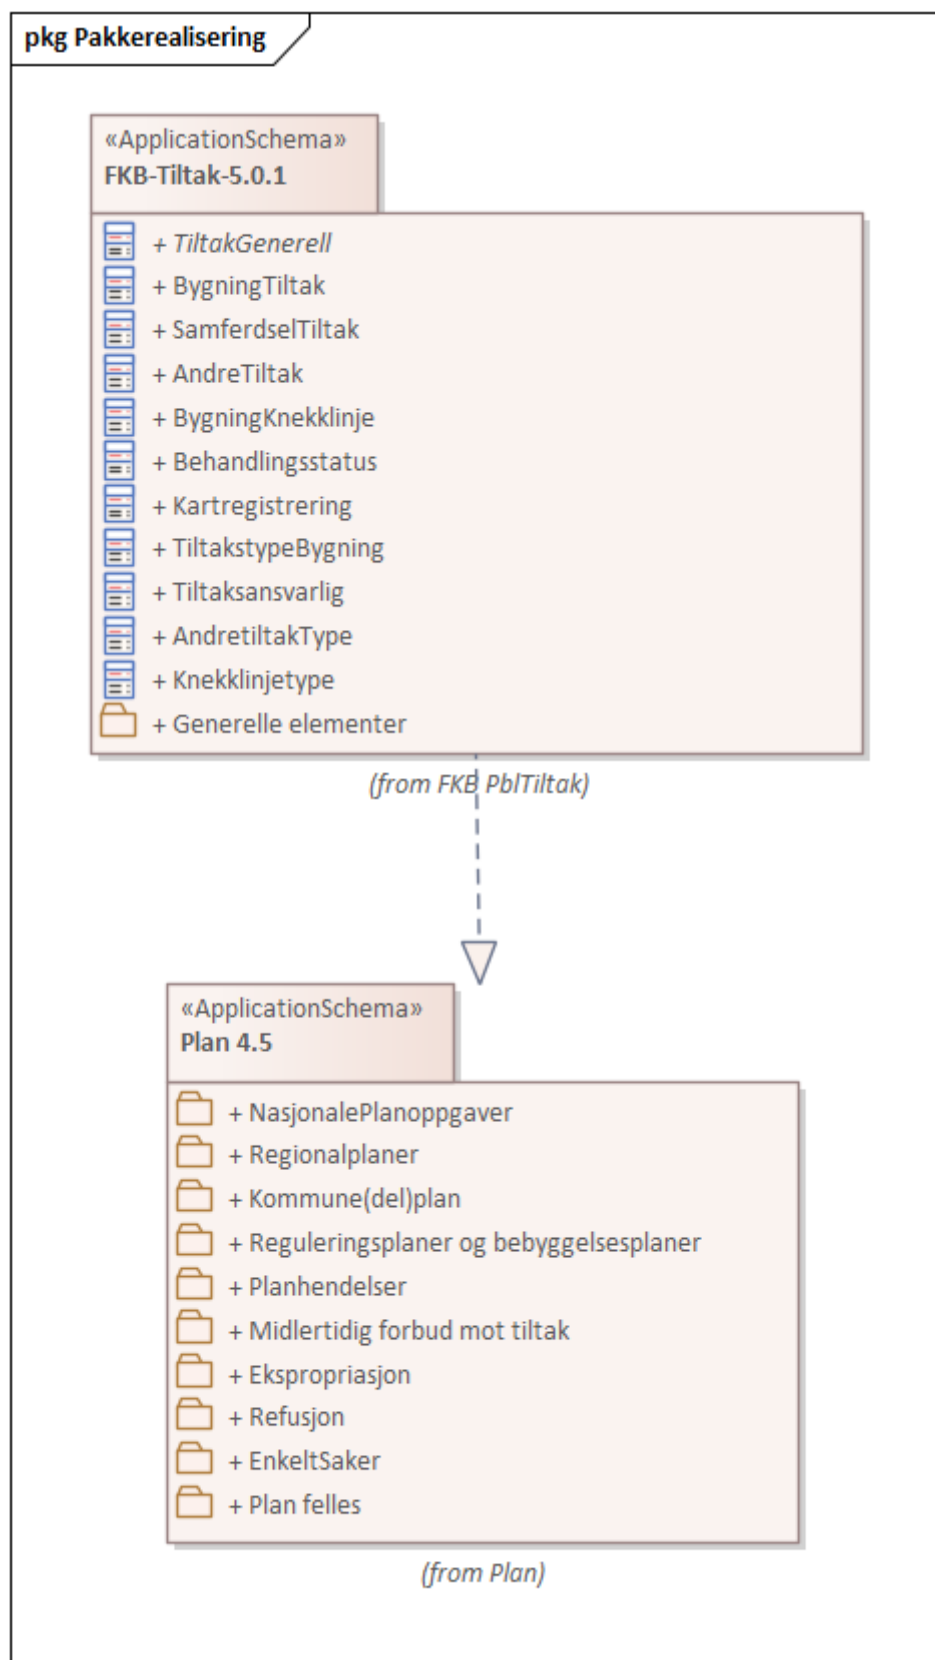 pkg Pakkerealisering
«ApplicationSchema»
FKB-Tiltak-5.0.1
+ TiltakGenerell
+ BygningTiltak
+ SamferdselTiltak
+ AndreTiltak
+ BygningKnekklinje
+ Behandlingsstatus
+ Kartregistrering
+ TiltakstypeBygning
+ Tiltaksansvarlig
+ AndretiltakType
+ Knekklinjetype
+ Generelle elementer
(from FKB PblTiltak)
«ApplicationSchema»
Plan 4.5
+ NasjonalePlanoppgaver
+ Regionalplaner
+ Kommune(del)plan
+ Reguleringsplaner og bebyggelsesplaner
+ Planhendelser
+ Midlertidig forbud mot tiltak
+ Ekspropriasjon
+ Refusjon
+ EnkeltSaker
+ Plan felles
(from Plan)